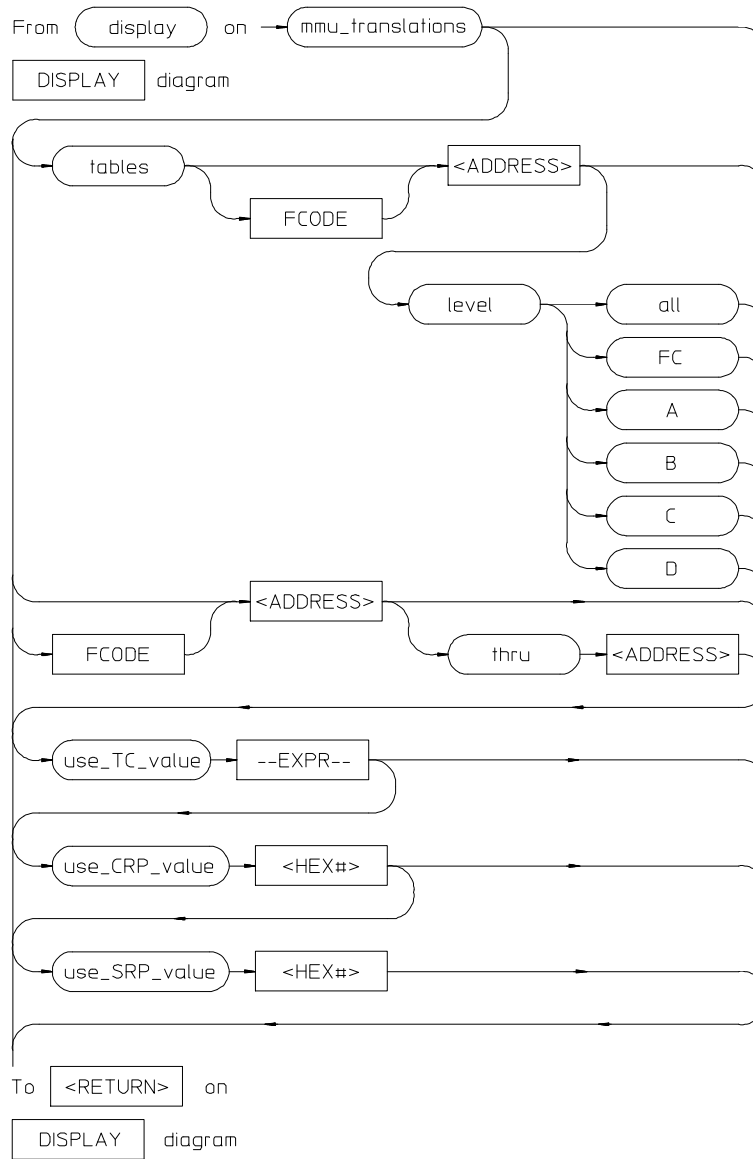 From display on mmu_translations
DISPLAY diagram
tables <ADDRESS>
FCODE
level all
FC
A
B
C
D
<ADDRESS>
FCODE thru <ADDRESS>
use_TC_value --EXPR--
use_CRP_value <HEX#>
use_SRP_value <HEX#>
To <RETURN> on
DISPLAY diagram